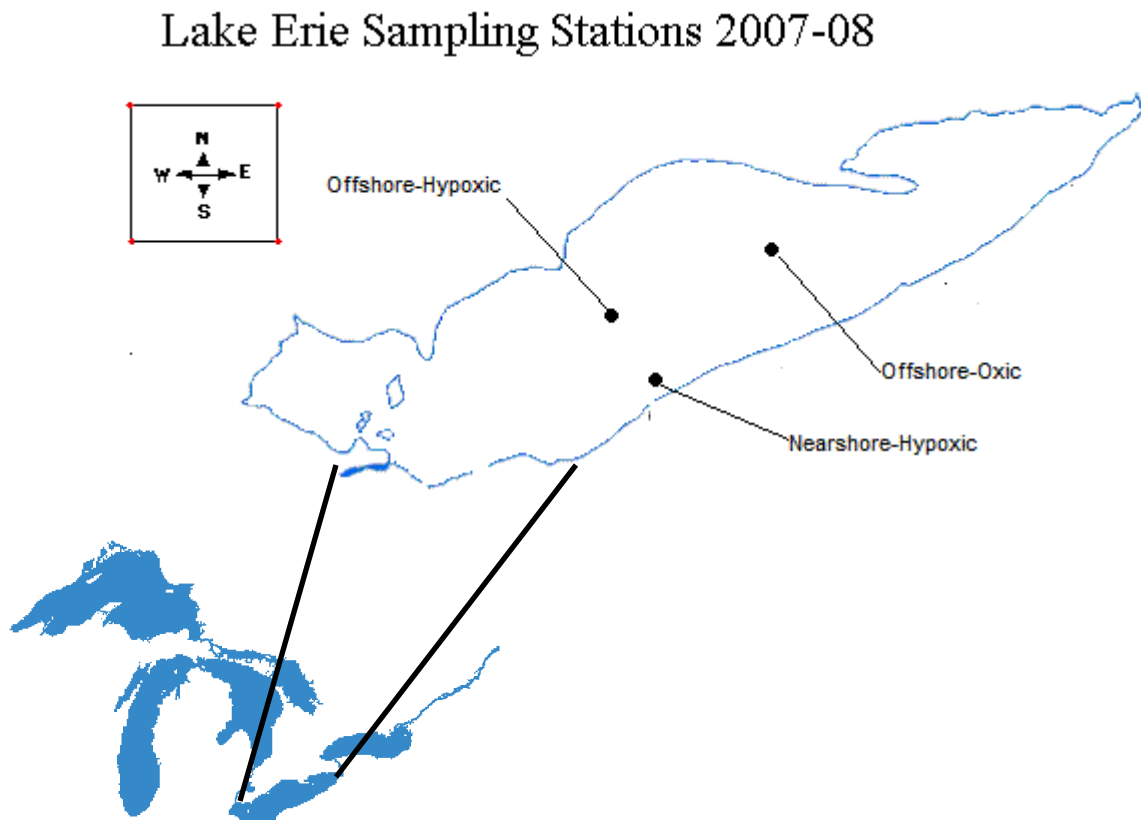 Lake Erie Sampling Stations 2007-08
N
W E
S
Offshore-Hypoxic
Offshore-Oxic
Nearshore-Hypoxic